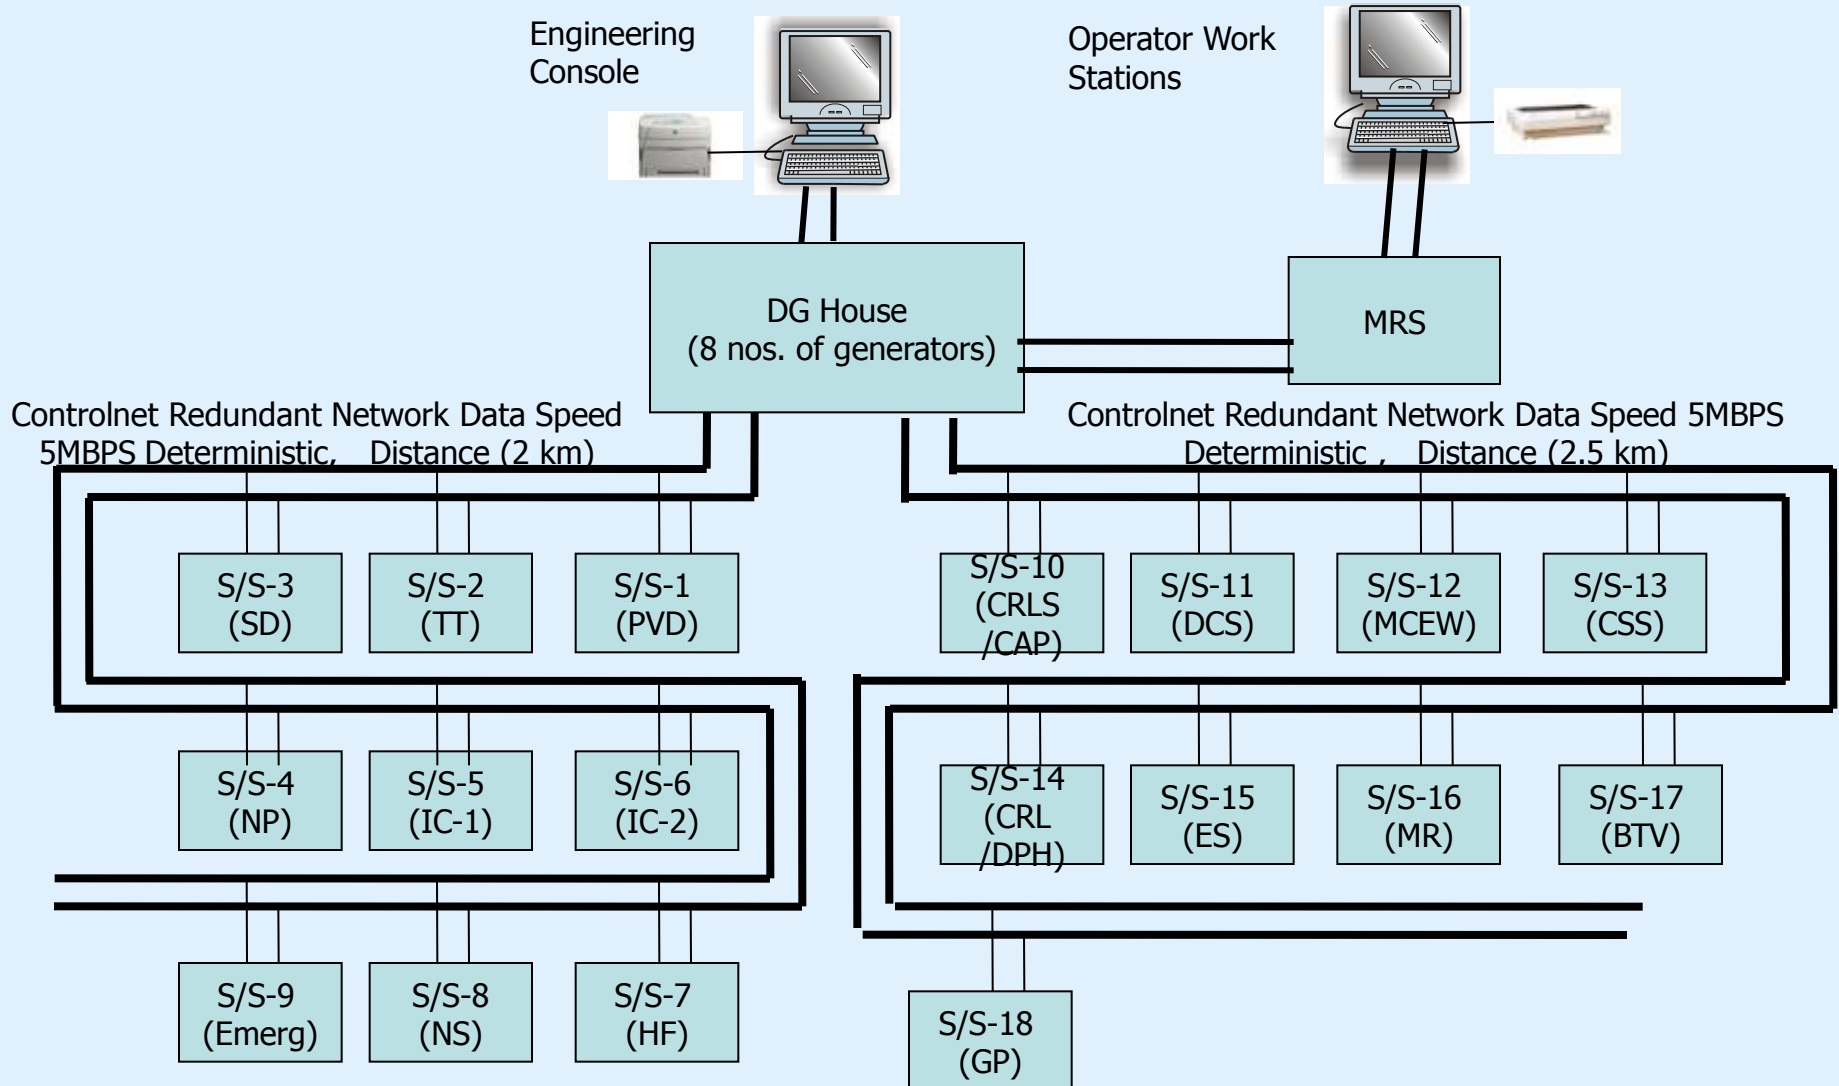 Engineering
Console
Operator Work
Stations
DG House
(8 nos. of generators)
MRS
Controlnet Redundant Network Data Speed
5MBPS Deterministic, Distance (2 km)
Controlnet Redundant Network Data Speed 5MBPS
Deterministic , Distance (2.5 km)
S/S-3
(SD)
S/S-2
(TT)
S/S-1
(PVD)
S/S-10
(CRLS
/CAP)
S/S-11
(DCS)
S/S-12
(MCEW)
S/S-13
(CSS)
S/S-4
(NP)
S/S-5
(IC-1)
S/S-6
(IC-2)
S/S-14
(CRL
/DPH)
S/S-15
(ES)
S/S-16
(MR)
S/S-17
(BTV)
S/S-9
(Emerg)
S/S-8
(NS)
S/S-7
(HF)
S/S-18
(GP)